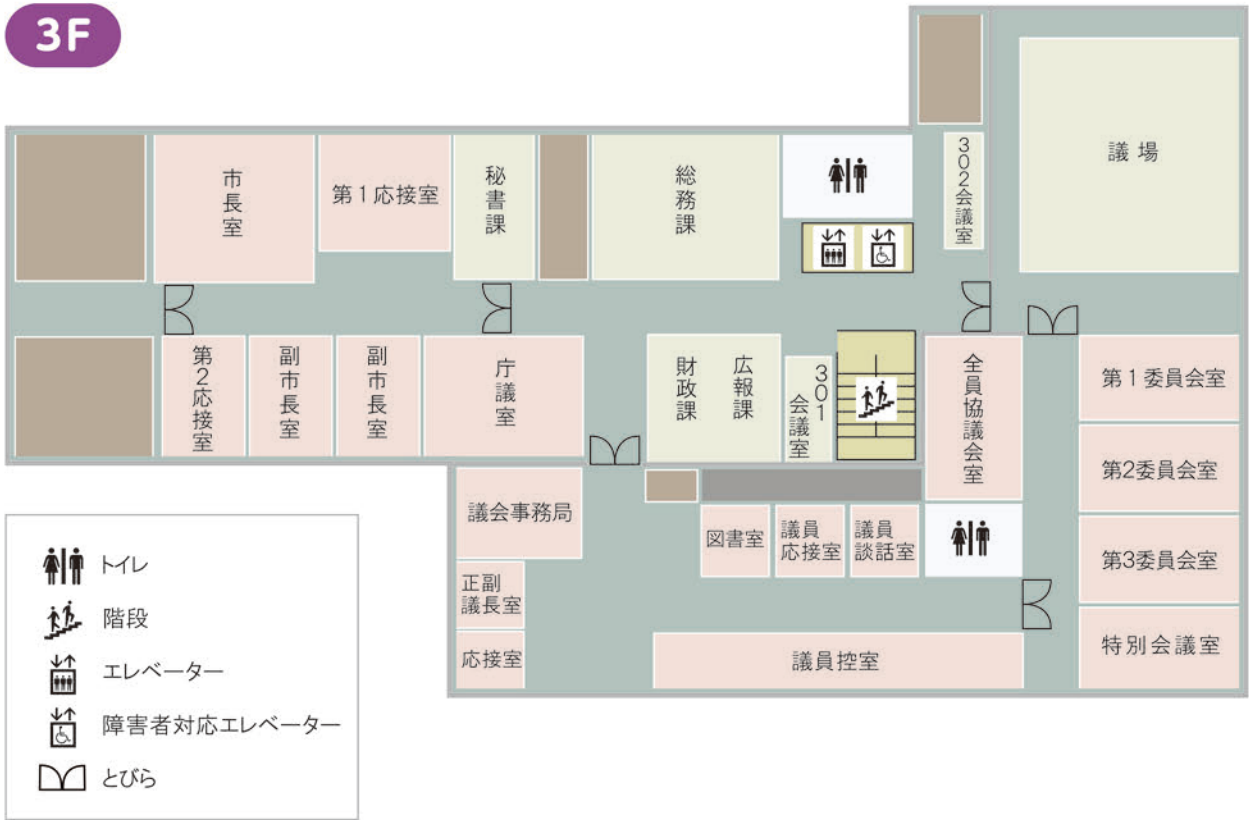 3F
市長室
第1応接室
秘書課
総務課
302会議室
議場
第2応接室
副市長室
副市長室
庁議室
財政課
広報課
301
会議室
全員協議会室
第1委員会室
第2委員会室
第3委員会室
特別会議室
議会事務局
正副
議長室
応接室
図書室
議員
応接室
議員
談話室
議員控室
トイレ
階段
エレベーター
障害者対応エレベーター
とびら